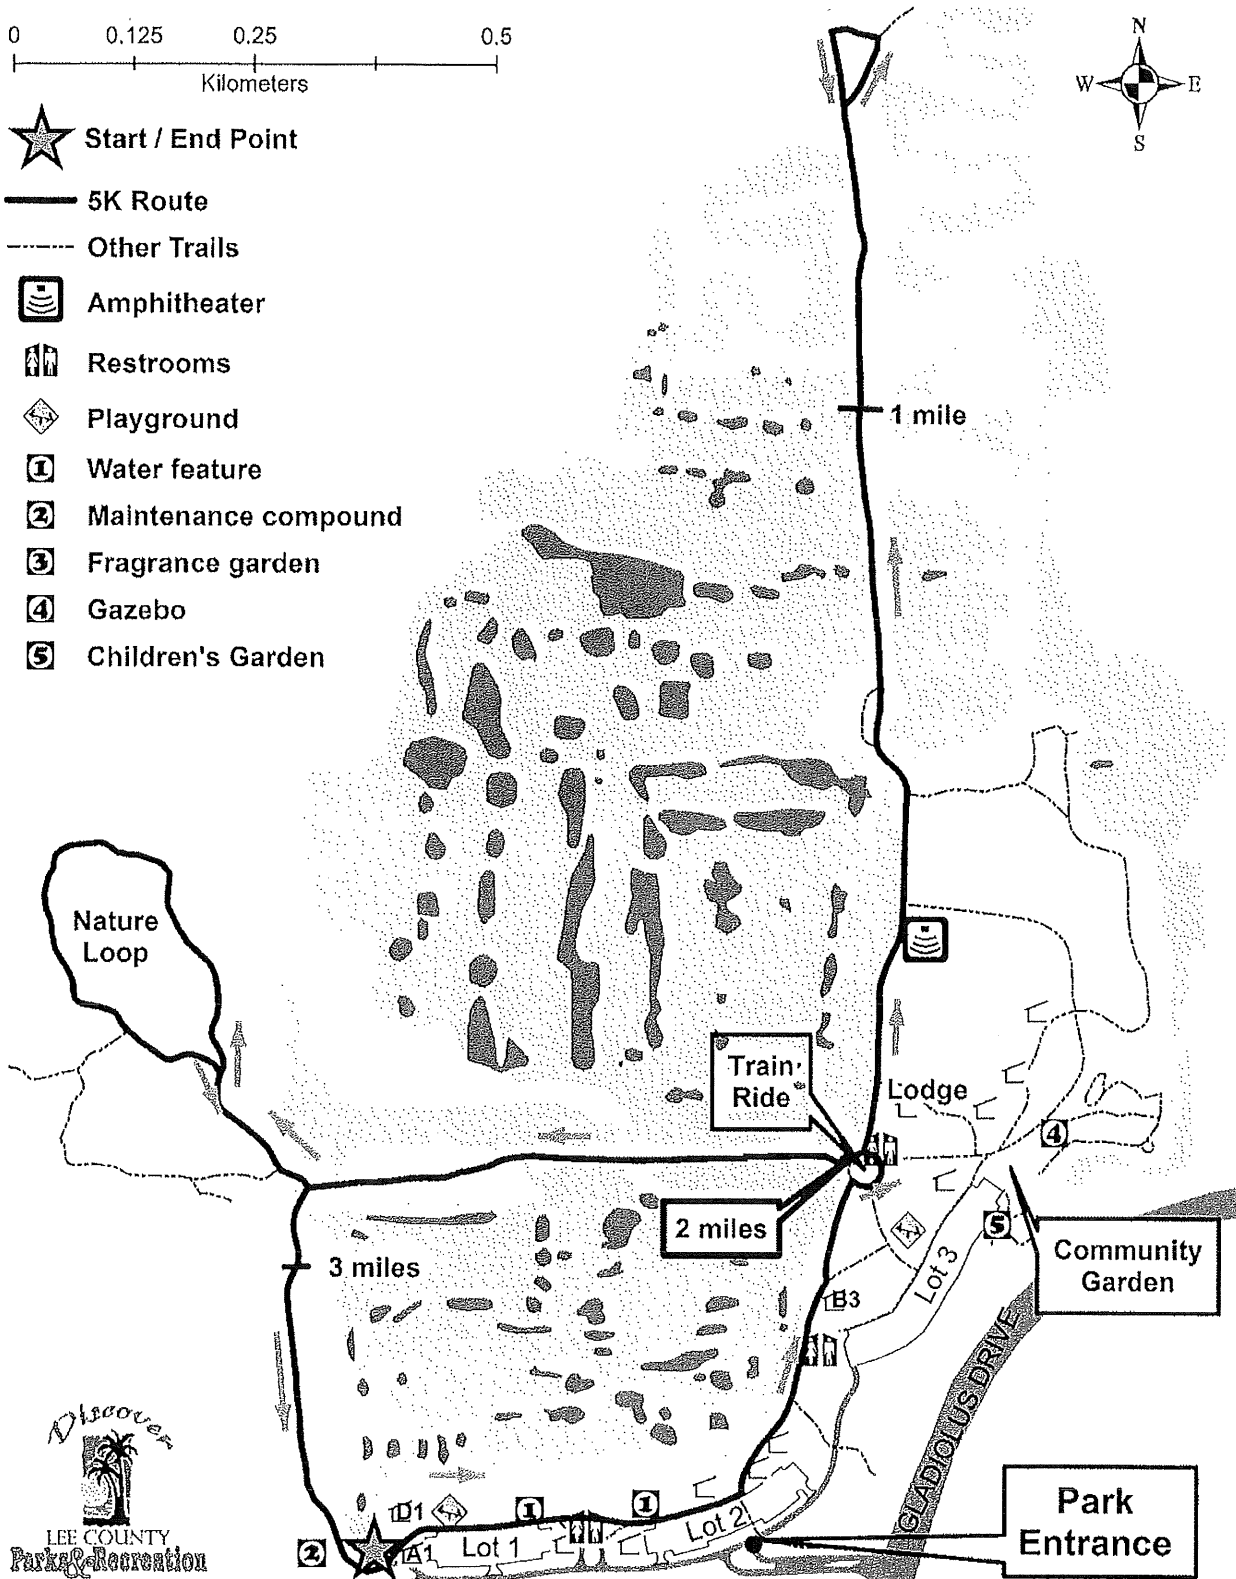 0 0.125 0.25 0.5
Kilometers
N
W E
S
Start / End Point
5K Route
Other Trails
Amphitheater
Restrooms
Playground
1 Water feature
2 Maintenance compound
3 Fragrance garden
4 Gazebo
5 Children's Garden
1 mile
Nature
Loop
Train
Ride
Lodge
4
2 miles
5
Community
Garden
3 miles
Lot 3
B3
GLADIOLUS DRIVE
Discover
LEE COUNTY
Parks & Recreation
D1
1
1
2
A1
Lot 1
Lot 2
Park
Entrance